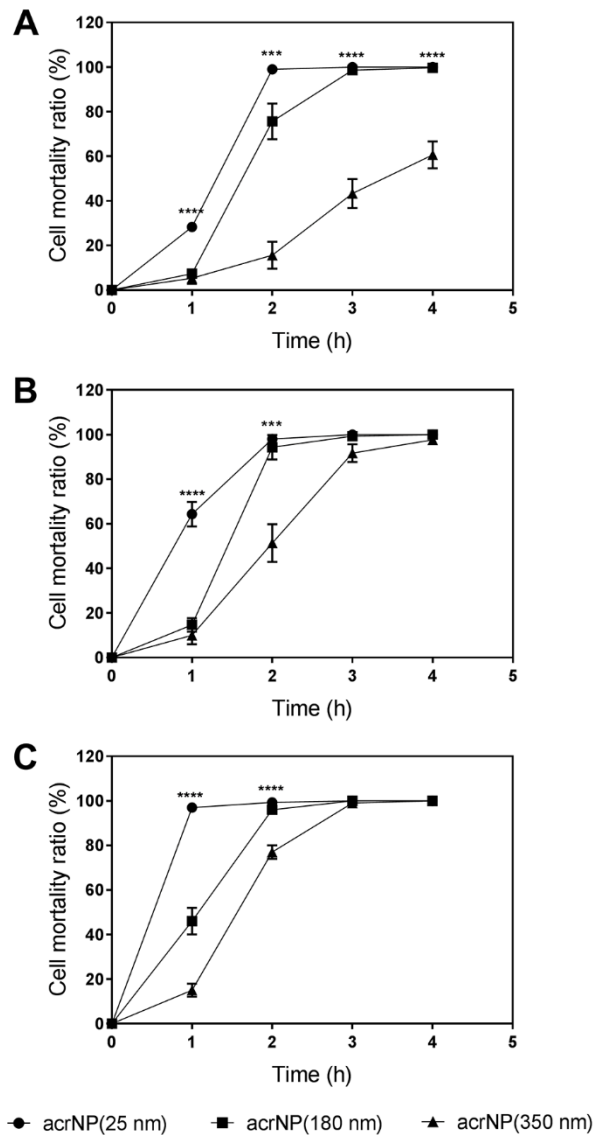 A
Cell mortality ratio (%)
120
100
80
60
40
20
0
**** *** **** ****
0 1 2 3 4 5
Time (h)
B
Cell mortality ratio (%)
120
100
80
60
40
20
0
**** ***
0 1 2 3 4 5
Time (h)
C
Cell mortality ratio (%)
120
100
80
60
40
20
0
**** ****
0 1 2 3 4 5
Time (h)
acrNP(25 nm) acrNP(180 nm) acrNP(350 nm)